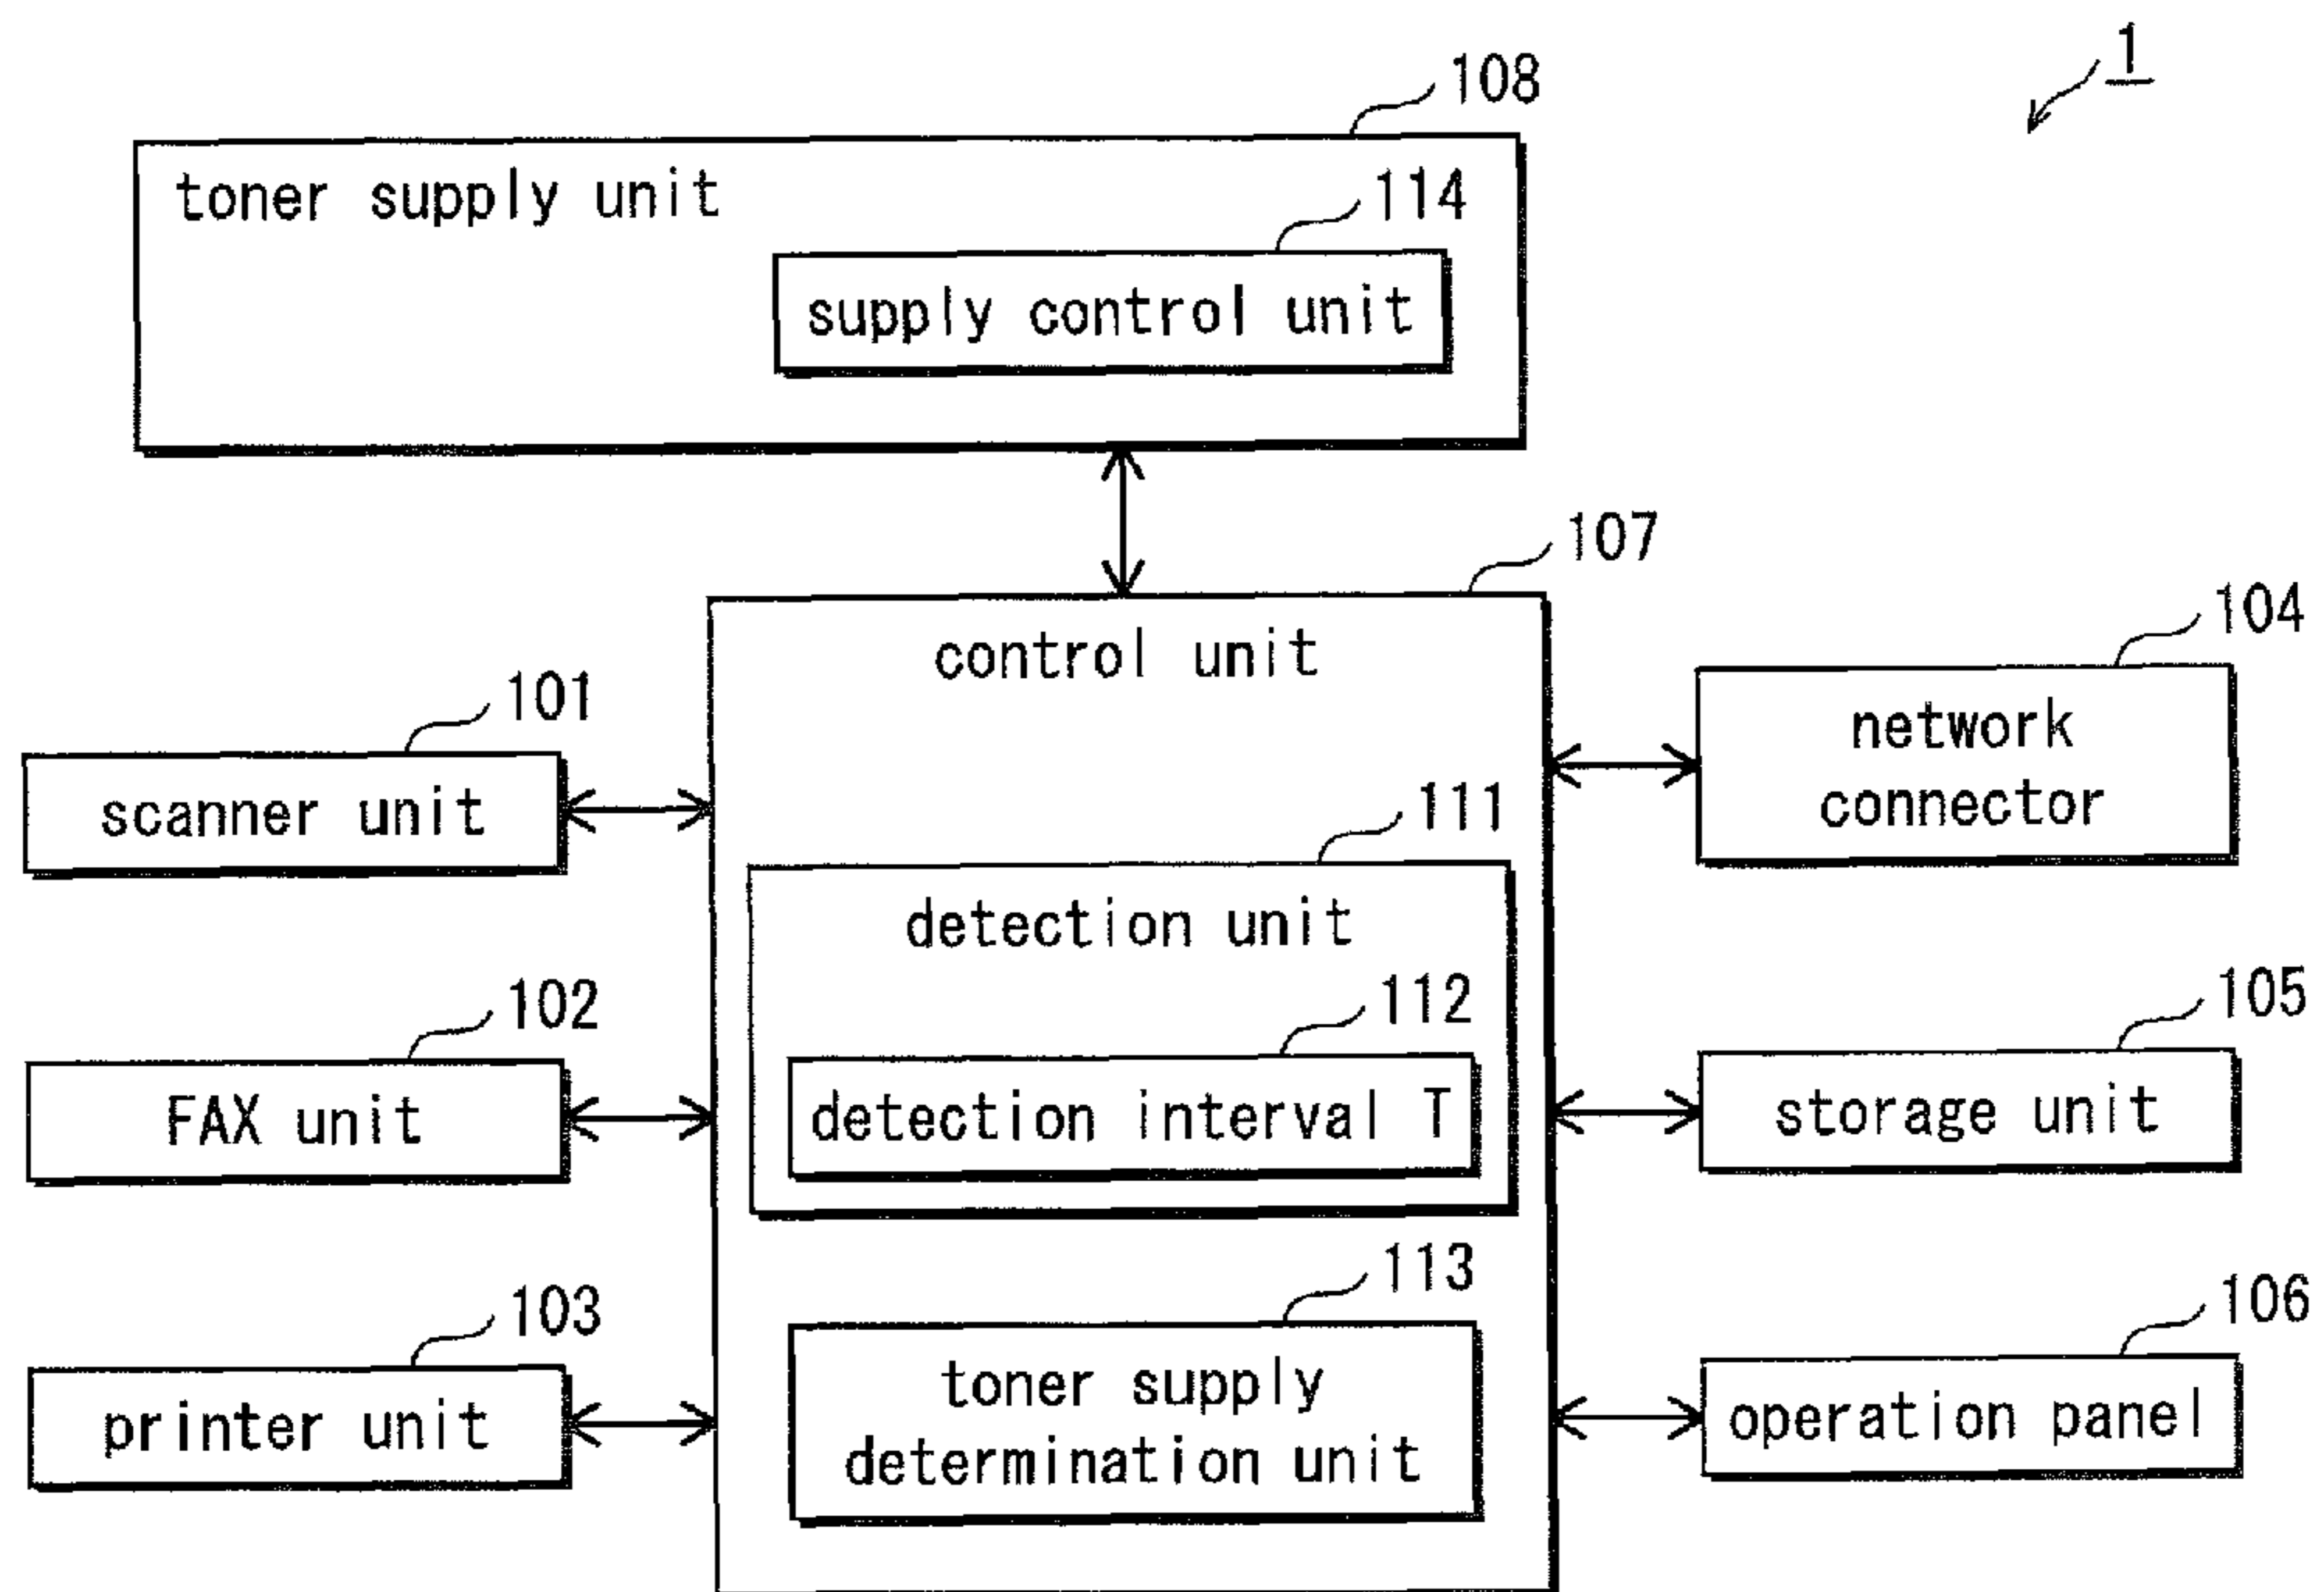 1
108
toner supply unit
114
supply control unit
107
control unit
104
network
connector
101
scanner unit
111
detection unit
112
detection interval T
102
FAX unit
105
storage unit
113
toner supply
determination unit
103
printer unit
106
operation panel